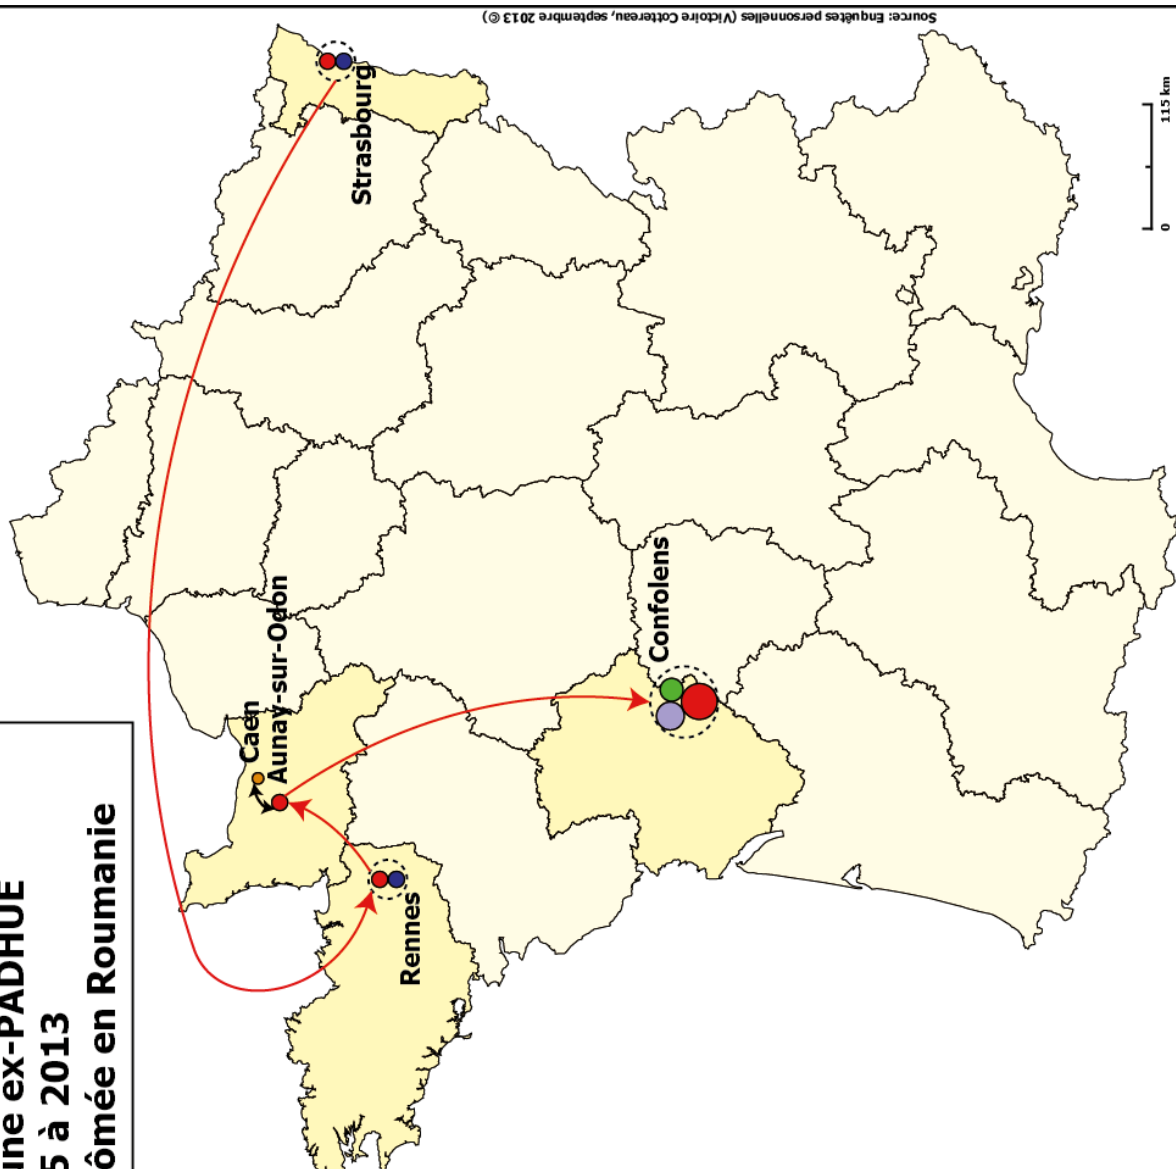 une ex-PADHUE
5 à 2013
ômée en Roumanie
Strasbourg
Caen
Aunay-sur-Odon
Rennes
Confolens
0 115 km
Source: Enquêtes personnelles (Victoire Cottereau, septembre 2013 ©)